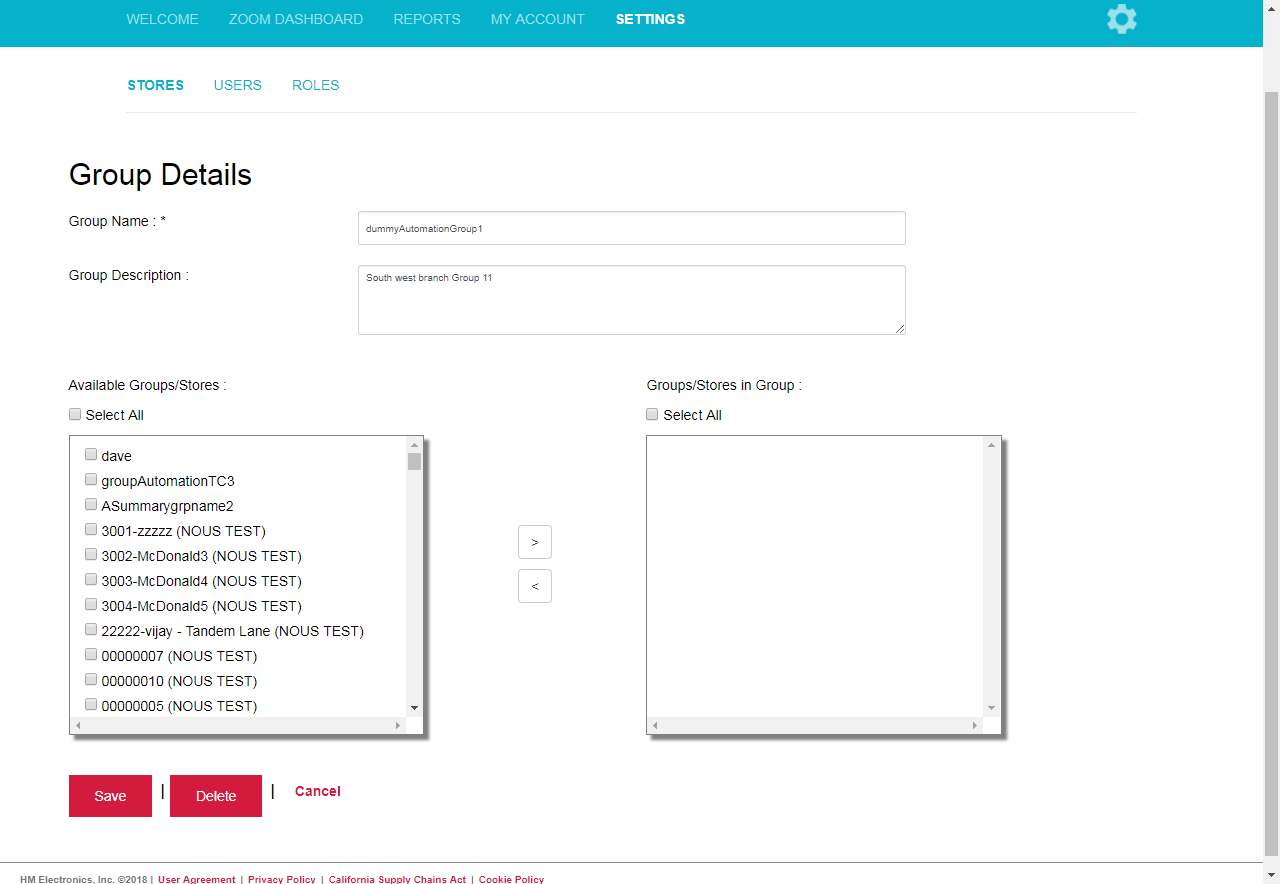 WELCOME ZOOM DASHBOARD REPORTS MY ACCOUNT SETTINGS
STORES USERS ROLES
Group Details
Group Name : * dummyAutomationGroup1
Group Description : South west branch Group 11
Available Groups/Stores : Groups/Stores in Group :
Select All Select All
dave
groupAutomationTC3
ASummarygrpname2
3001-zzzzz (NOUS TEST)
3002-McDonald3 (NOUS TEST)
3003-McDonald4 (NOUS TEST)
3004-McDonald5 (NOUS TEST)
22222-vijay - Tandem Lane (NOUS TEST)
00000007 (NOUS TEST)
00000010 (NOUS TEST)
00000005 (NOUS TEST)
>
<
Save | Delete | Cancel
HM Electronics, Inc. ©2018 | User Agreement | Privacy Policy | California Supply Chains Act | Cookie Policy